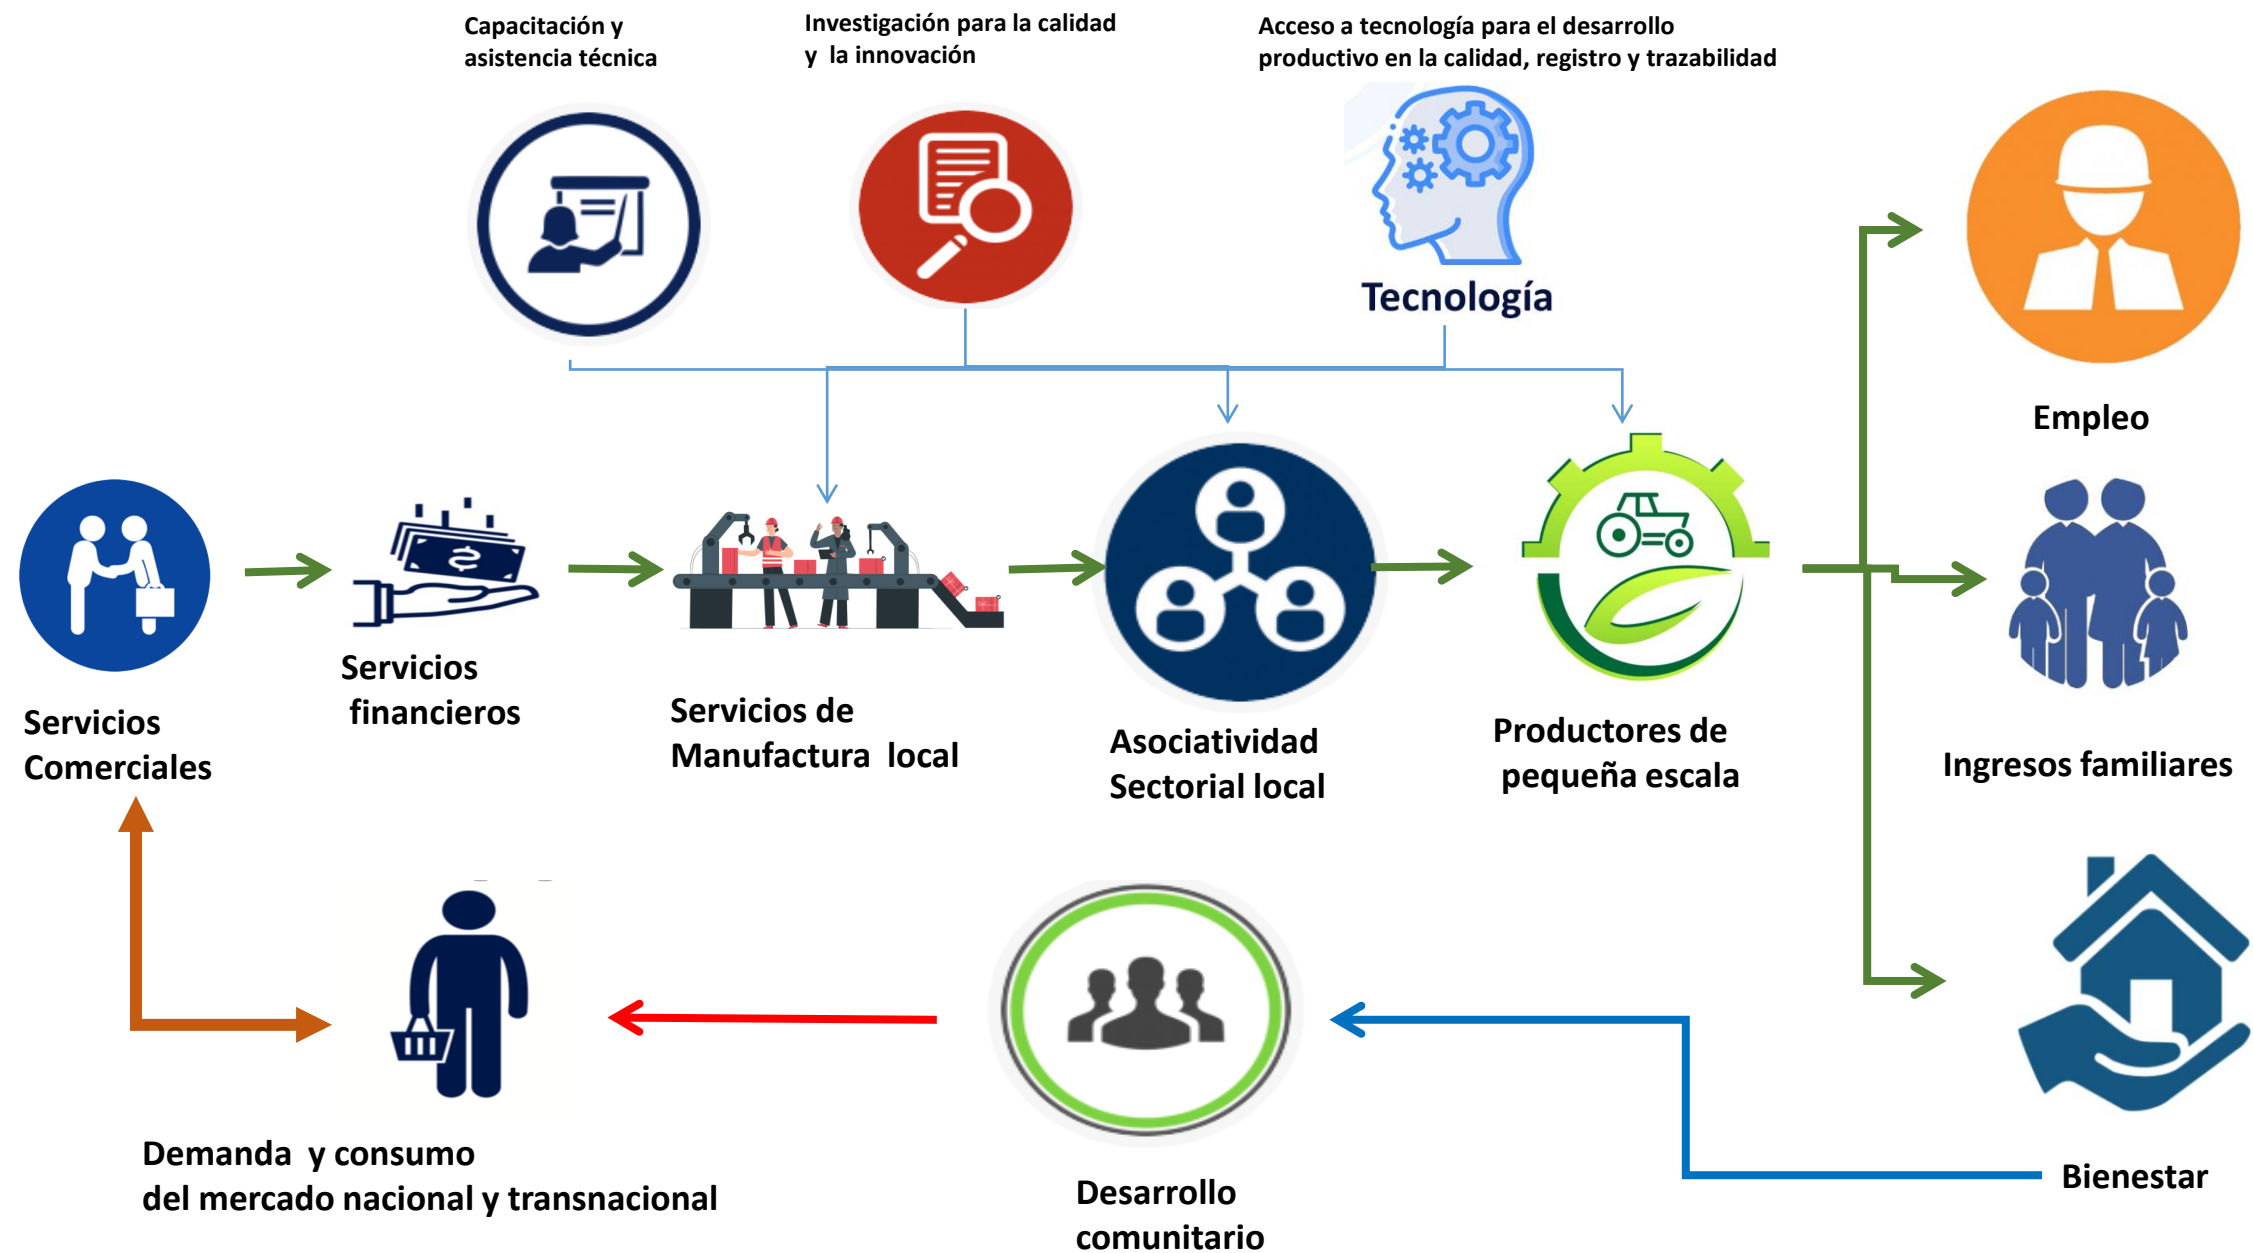 Capacitación y
asistencia técnica
Investigación para la calidad
y la innovación
Acceso a tecnología para el desarrollo
productivo en la calidad, registro y trazabilidad
Tecnología
Empleo
Servicios
Comerciales
Servicios
financieros
Servicios de
Manufactura local
Asociatividad
Sectorial local
Productores de
pequeña escala
Ingresos familiares
Demanda y consumo
del mercado nacional y transnacional
Desarrollo
comunitario
Bienestar